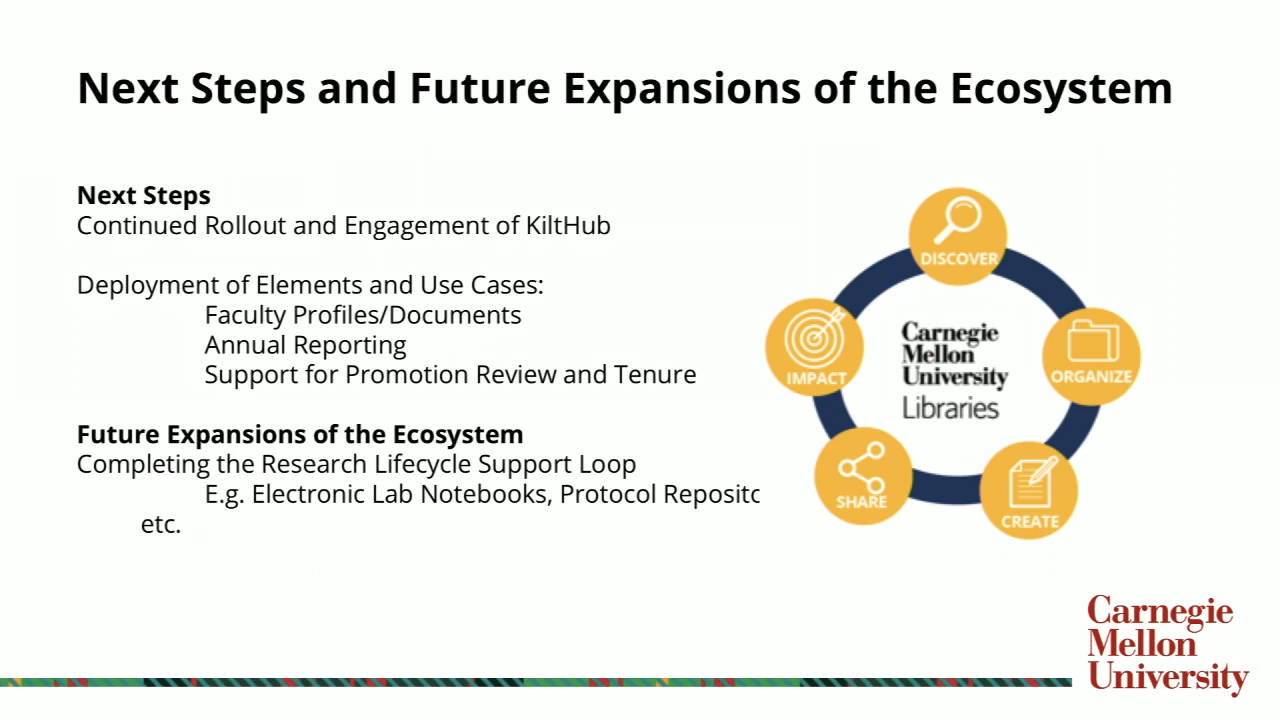 Next Steps and Future Expansions of the Ecosystem
Next Steps
Continued Rollout and Engagement of KiltHub
Deployment of Elements and Use Cases:
Faculty Profiles/Documents
Annual Reporting
Support for Promotion Review and Tenure
Future Expansions of the Ecosystem
Completing the Research Lifecycle Support Loop
E.g. Electronic Lab Notebooks, Protocol
etc.
DISCOVER
IMPACT
ORGANIZE
SHARE
CREATE
Carnegie
Mellon
University
Libraries
Carnegie
Mellon
University